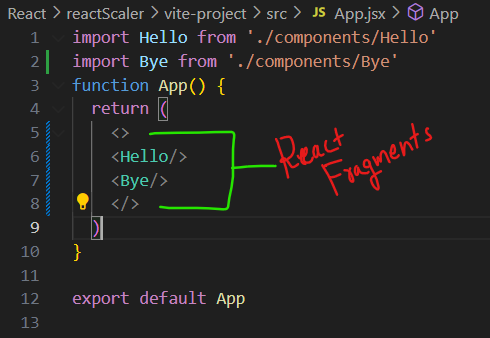 React > reactScaler > vite-project > src > JS App.jsx > App
1 import Hello from './components/Hello'
2 import Bye from './components/Bye'
3 function App() {
4 return (
5 <>
6 <Hello/>
7 <Bye/>
8 </>
9 )
10 }
11
12 export default App
13
React
Fragments